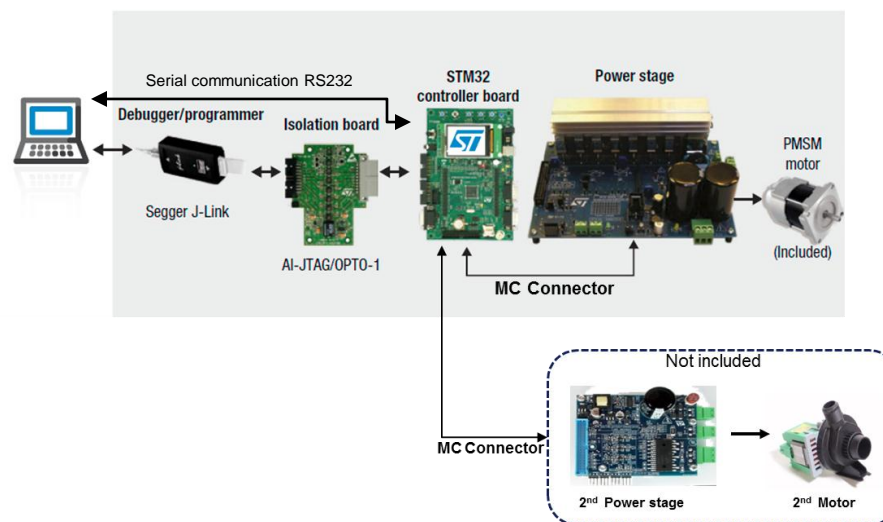 Serial communication RS232
STM32
controller board
Power stage
Debugger/programmer
Isolation board
PMSM
motor
Segger J-Link
(Included)
AI-JTAG/OPTO-1
MC Connector
Not included
MC Connector
2nd Power stage
2nd Motor